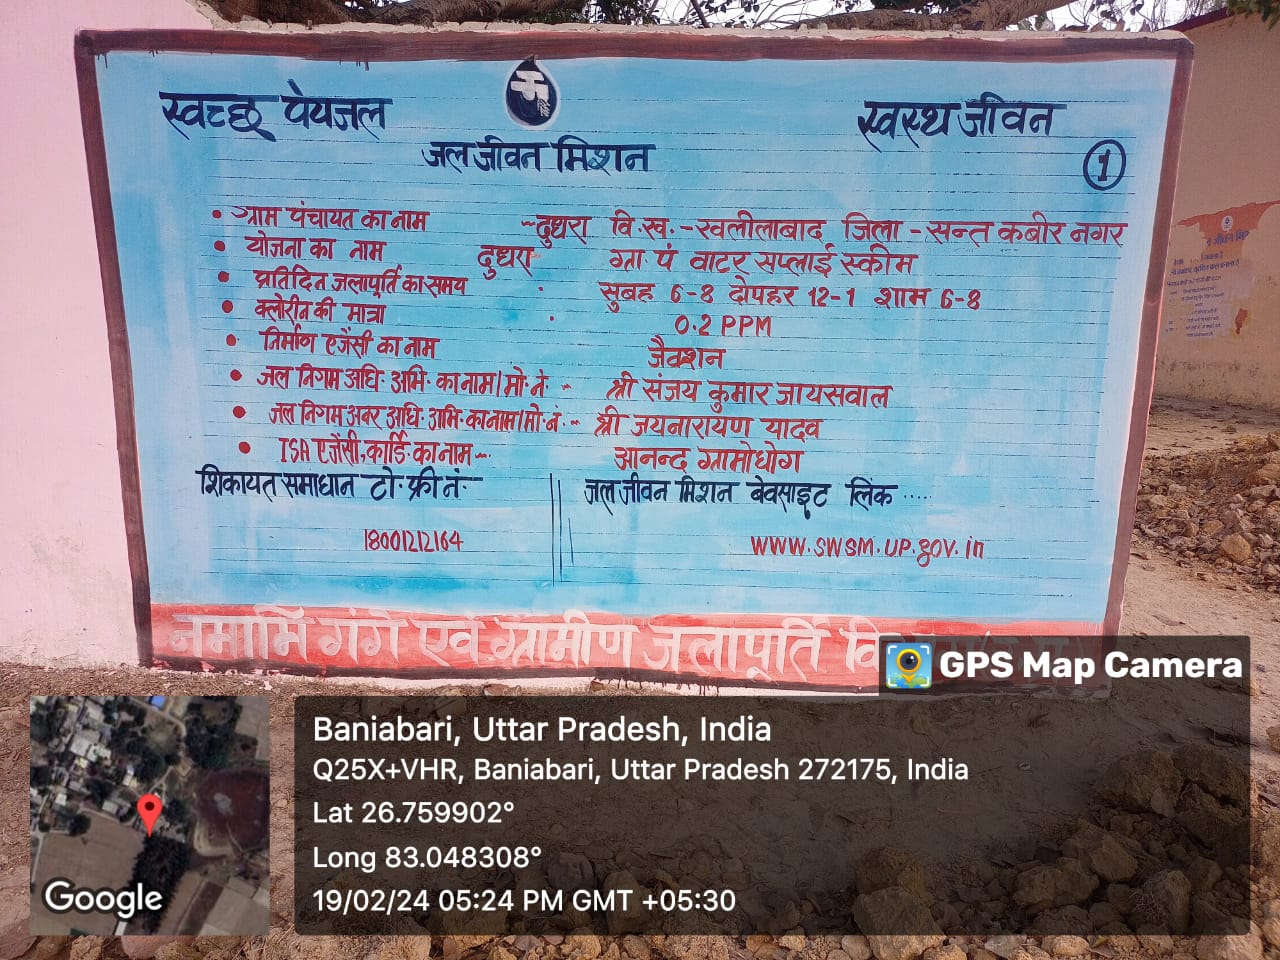 स्वच्छ पेयजल
स्वस्थ जीवन
जल जीवन मिशन
1
• ग्राम पंचायत का नाम -- दुधरा वि.ख. - खलीलाबाद जिला - सन्त कबीर नगर
• योजना का नाम दुधरा ग्रा पं वाटर सप्लाई स्कीम
• प्रतिदिन जलापूर्ति का समय सुबह 6-8 दोपहर 12-1 शाम 6-8
• क्लोरीन की मात्रा 0.2 PPM
• निर्माण एजेंसी का नाम जैक्शन
• जल निगम अधि. अभि. का नाम/मो.नं. - श्री संजय कुमार जायसवाल
• जल निगम अवर अधि. अभि. का नाम/मो.नं. - श्री जयनारायण यादव
• ISA एजेंसी, कार्डि. का नाम -- आनन्द ग्रामोधोग
शिकायत समाधान टो. फ्री नं.
18001212164
जल जीवन मिशन बेवसाइट लिंक .....
www.swsm.up.gov.in
नमामि गंगे एवं ग्रामीण जलापूर्ति
GPS Map Camera
Baniabari, Uttar Pradesh, India
Q25X+VHR, Baniabari, Uttar Pradesh 272175, India
Lat 26.759902°
Long 83.048308°
19/02/24 05:24 PM GMT +05:30
Google